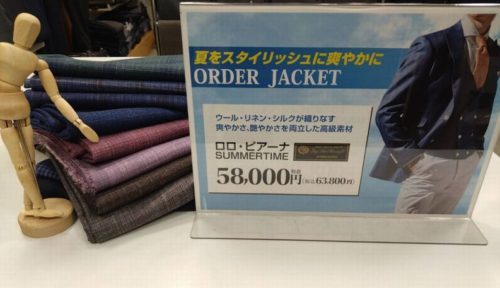 夏をスタイリッシュに爽やかに
ORDER JACKET
ウール・リネン・シルクが織りなす
爽やかさ、艶やかさを両立した高級素材
ロロ・ピアーナ
SUMMERTIME
58,000円税抜(税込63,800円)